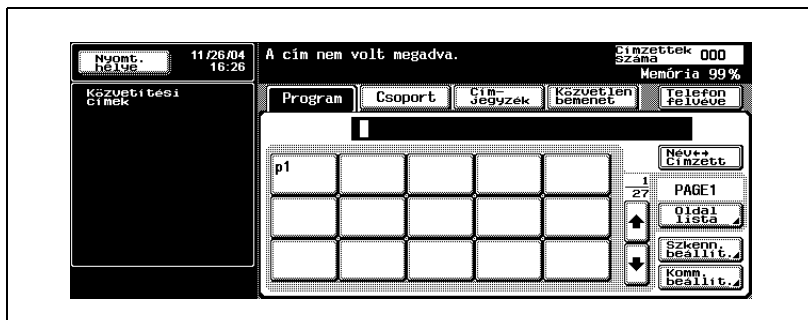 Nyomt. helye
11/26/04
16:26
A cím nem volt megadva.
Címzettek száma 000
Memória 99%
Közvetítési
címek
Program
Csoport
Cím-
jegyzék
Közvetlen
bemenet
Telefon
felvéve
p1
Név↔
Címzett
1
27
PAGE1
Oldal
lista
Szkenn.
beállít.
Komm.
beállít.